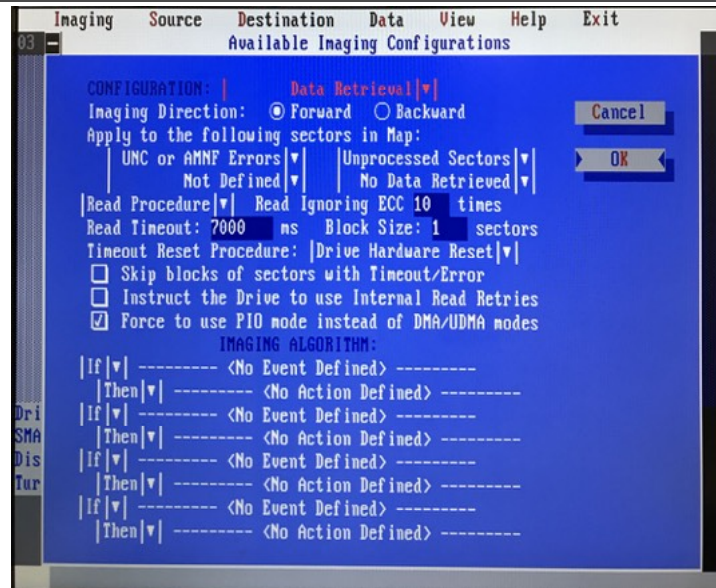 Imaging Source Destination Data View Help Exit
03 Available Imaging Configurations
CONFIGURATION: Data Retrieval
Imaging Direction: Forward Backward
Cancel
Apply to the following sectors in Map:
UNC or AMNF Errors Unprocessed Sectors
OK
Not Defined No Data Retrieved
Read Procedure Read Ignoring ECC 10 times
Read Timeout: 7000 ms Block Size: 1 sectors
Timeout Reset Procedure: Drive Hardware Reset
Skip blocks of sectors with Timeout/Error
Instruct the Drive to use Internal Read Retries
Force to use PIO mode instead of DMA/UDMA modes
IMAGING ALGORITHM:
If --------- <No Event Defined> ---------
Then --------- <No Action Defined> ---------
If --------- <No Event Defined> ---------
Then --------- <No Action Defined> ---------
If --------- <No Event Defined> ---------
Then --------- <No Action Defined> ---------
If --------- <No Event Defined> ---------
Then --------- <No Action Defined> ---------
Dri
SMA
Dis
Tur